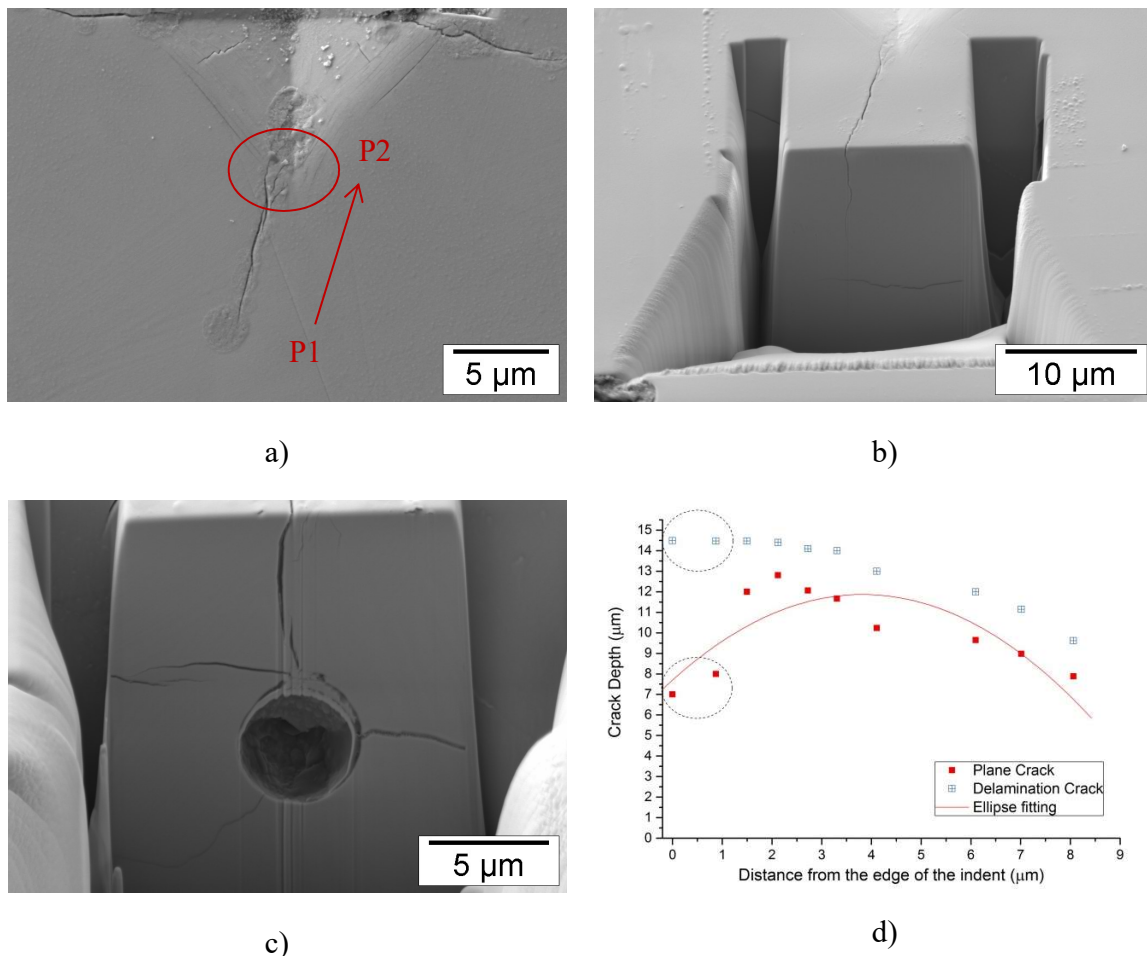 P2
P1
5 μm
10 μm
a)
b)
5 μm
c)
Crack Depth (μm)
15
14
13
12
11
10
9
8
7
6
5
4
3
2
1
0
Plane Crack
Delamination Crack
Ellipse fitting
0 1 2 3 4 5 6 7 8 9
Distance from the edge of the indent (μm)
d)